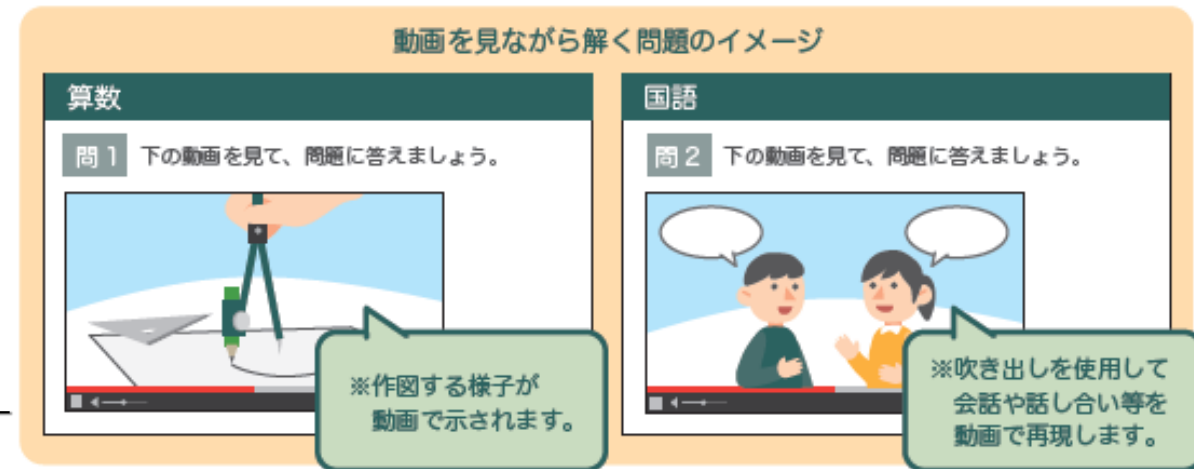 動画を見ながら解く問題のイメージ
算数
問1 下の動画を見て、問題に答えましょう。
※作図する様子が
動画で示されます。
国語
問2 下の動画を見て、問題に答えましょう。
※吹き出しを使用して
会話や話し合い等を
動画で再現します。